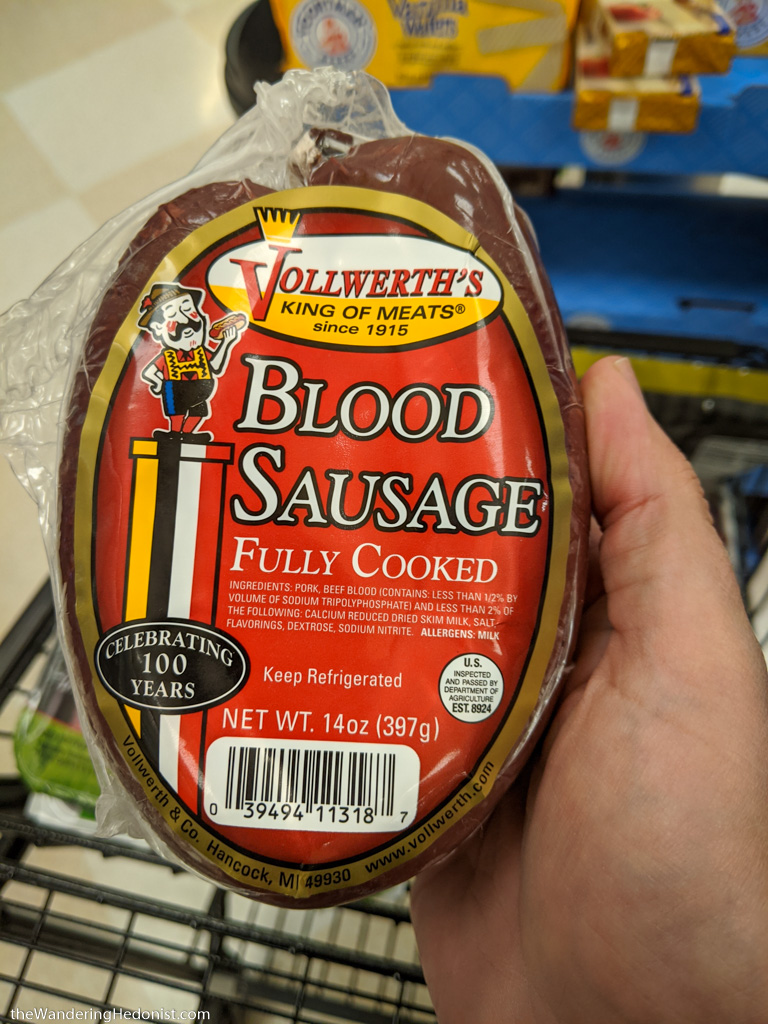 VOLLWERTH'S
KING OF MEATS®
since 1915
BLOOD
SAUSAGE
FULLY COOKED
INGREDIENTS: PORK, BEEF BLOOD (CONTAINS: LESS THAN 1/2% BY
VOLUME OF SODIUM TRIPOLYPHOSPHATE) AND LESS THAN 2% OF
THE FOLLOWING: CALCIUM REDUCED DRIED SKIM MILK, SALT,
FLAVORINGS, DEXTROSE, SODIUM NITRITE. ALLERGENS: MILK
CELEBRATING
100
YEARS
Keep Refrigerated
U.S.
INSPECTED
AND PASSED BY
DEPARTMENT OF
AGRICULTURE
EST. 8924
NET WT. 14oz (397g)
0 39494 11318 7
Vollwerth & Co. Hancock, MI 49930 www.vollwerth.com
theWanderingHedonist.com